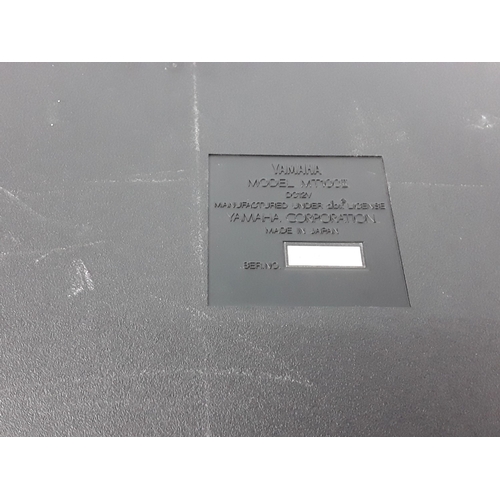 YAMAHA
MODEL MT100II
DC12V
MANUFACTURED UNDER dbx® LICENSE
YAMAHA CORPORATION
MADE IN JAPAN
SER.NO.